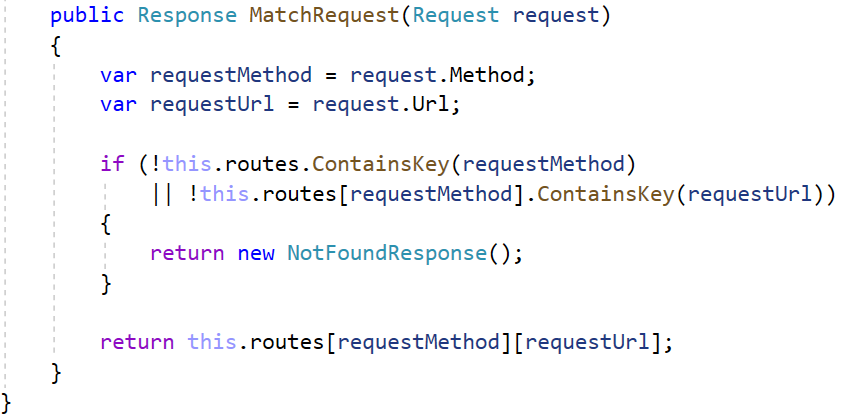 public Response MatchRequest(Request request)
{
var requestMethod = request.Method;
var requestUrl = request.Url;
if (!this.routes.ContainsKey(requestMethod)
|| !this.routes[requestMethod].ContainsKey(requestUrl))
{
return new NotFoundResponse();
}
return this.routes[requestMethod][requestUrl];
}
}